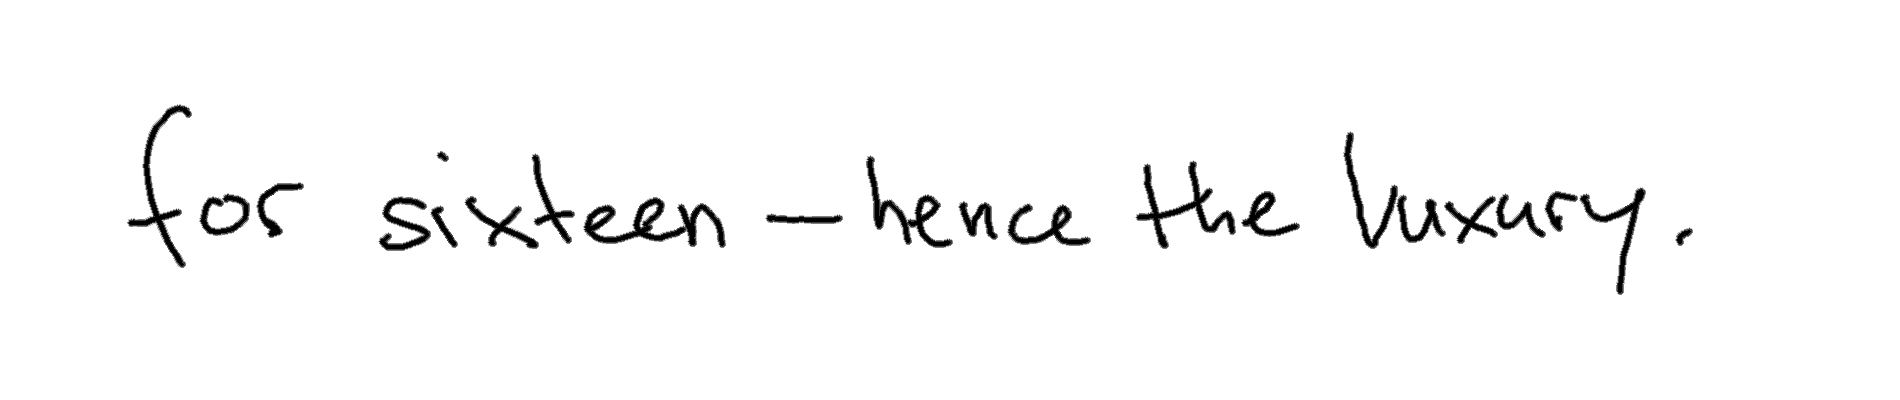 for sixteen – hence the luxury.